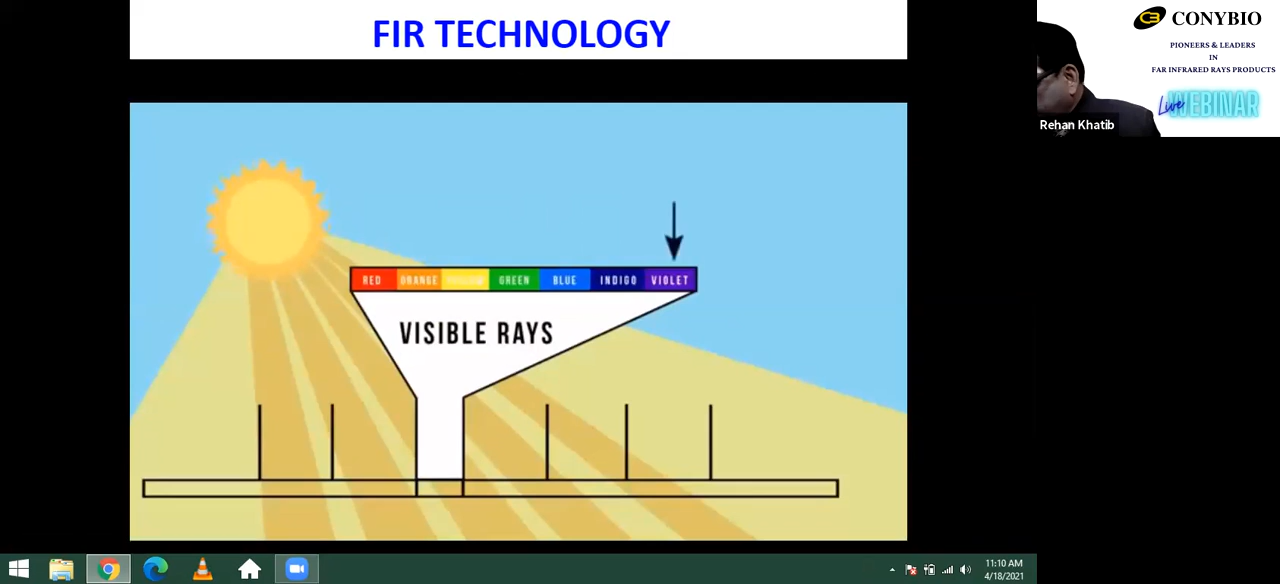 FIR TECHNOLOGY
CONYBIO
PIONEERS & LEADERS
IN
FAR INFRARED RAYS PRODUCTS
Live WEBINAR
Rehan Khatib
RED ORANGE YELLOW GREEN BLUE INDIGO VIOLET
VISIBLE RAYS
11:10 AM
4/18/2021